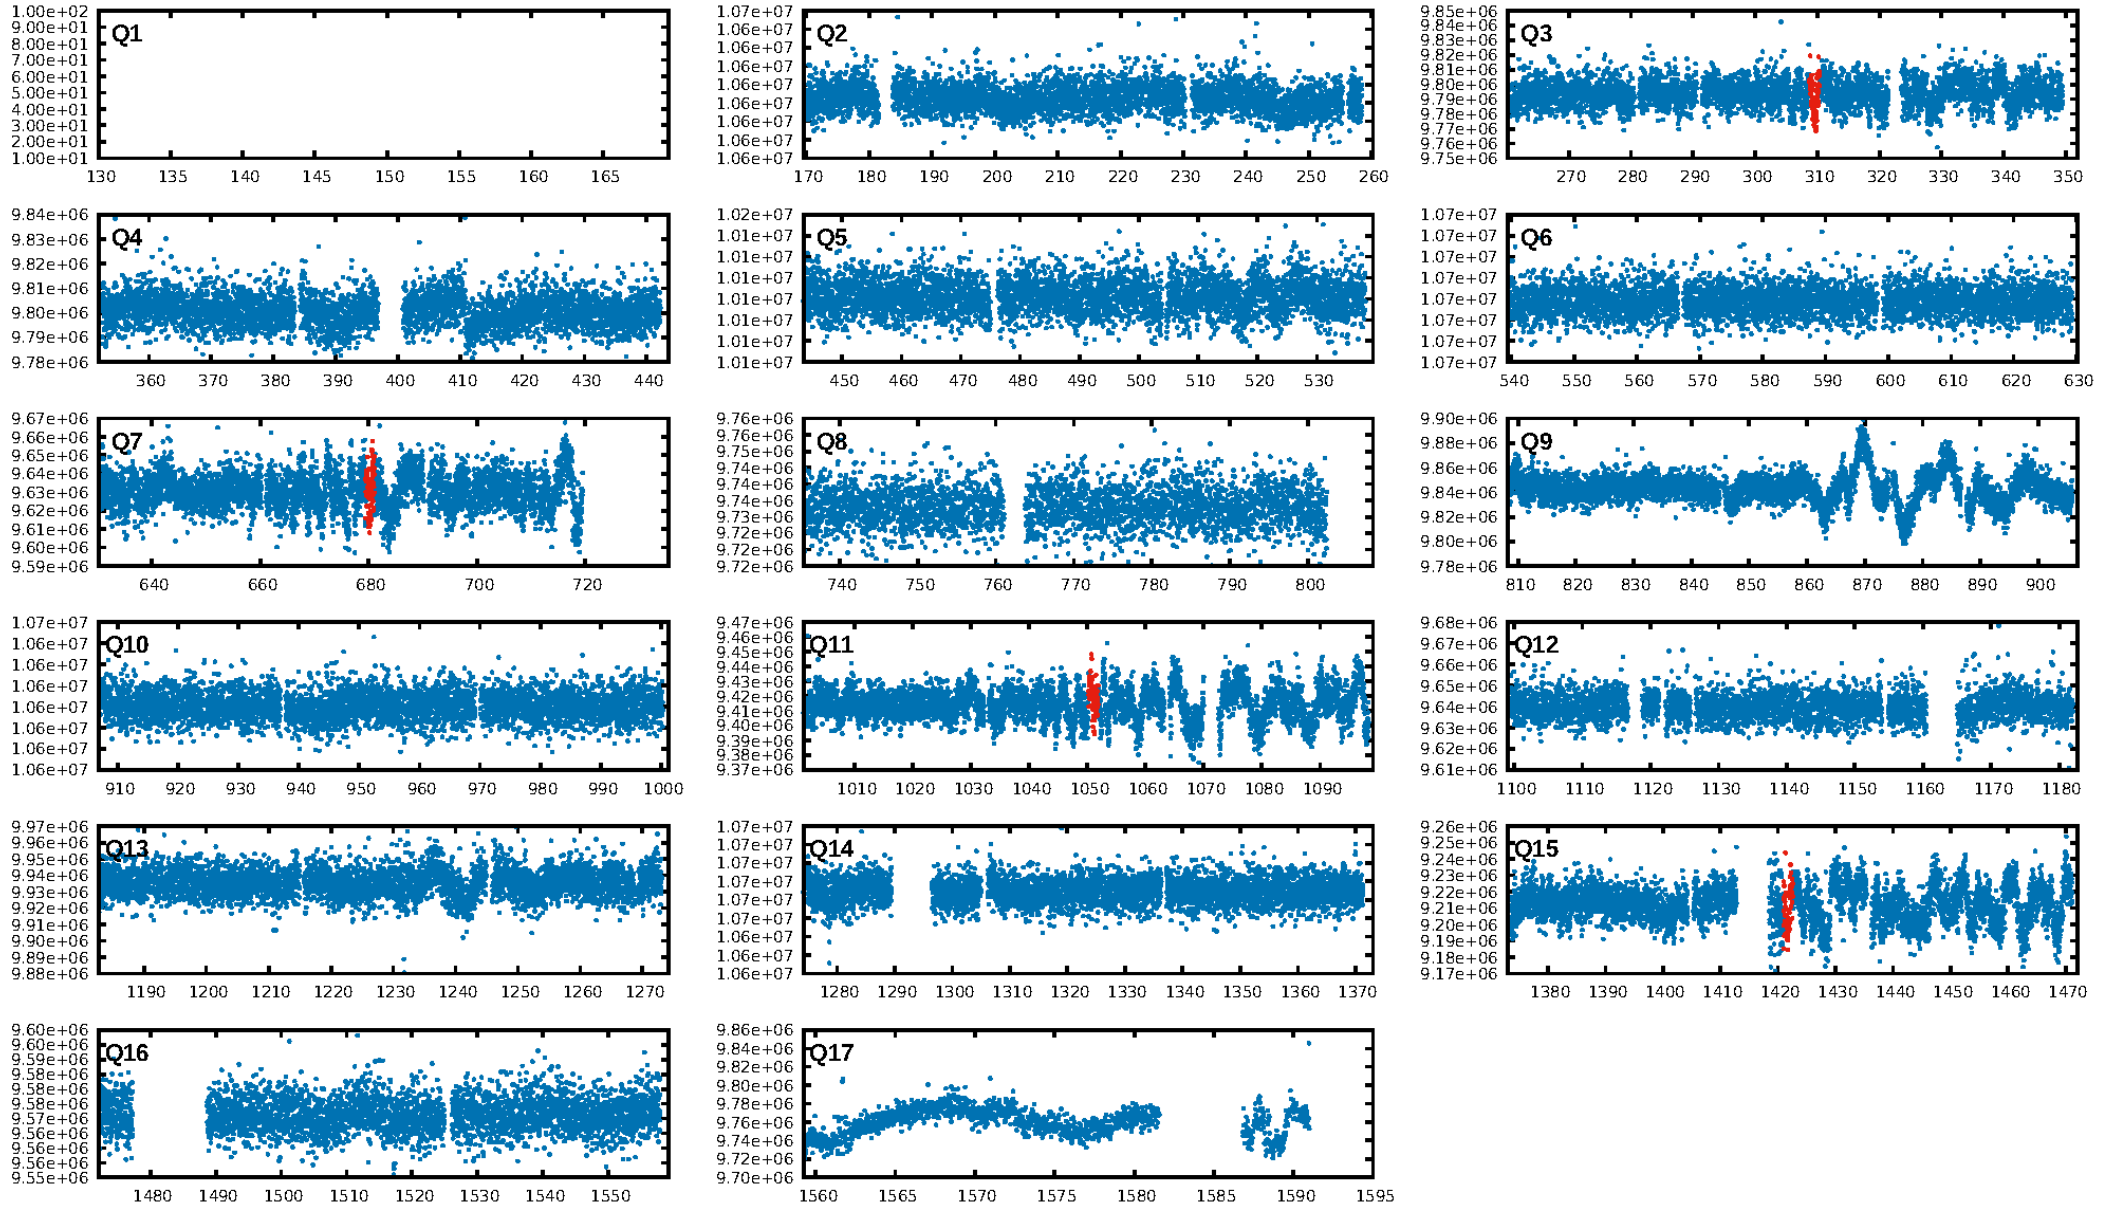 1.00e+02
9.00e+01
8.00e+01
7.00e+01
6.00e+01
5.00e+01
4.00e+01
3.00e+01
2.00e+01
1.00e+01
Q1
130 135 140 145 150 155 160 165
1.07e+07
1.07e+07
1.06e+07
1.06e+07
1.06e+07
1.06e+07
1.06e+07
1.06e+07
1.06e+07
Q2
170 180 190 200 210 220 230 240 250 260
9.85e+06
9.84e+06
9.83e+06
9.82e+06
9.81e+06
9.80e+06
9.79e+06
9.78e+06
9.77e+06
9.76e+06
9.75e+06
Q3
270 280 290 300 310 320 330 340 350
9.84e+06
9.83e+06
9.82e+06
9.81e+06
9.80e+06
9.79e+06
9.78e+06
Q4
360 370 380 390 400 410 420 430 440
1.02e+07
1.01e+07
1.01e+07
1.01e+07
1.01e+07
1.01e+07
1.01e+07
1.01e+07
Q5
450 460 470 480 490 500 510 520 530
1.07e+07
1.07e+07
1.07e+07
1.07e+07
1.07e+07
1.07e+07
1.07e+07
1.07e+07
Q6
540 550 560 570 580 590 600 610 620 630
9.67e+06
9.66e+06
9.65e+06
9.64e+06
9.63e+06
9.62e+06
9.61e+06
9.60e+06
9.59e+06
Q7
640 660 680 700 720
9.76e+06
9.76e+06
9.75e+06
9.74e+06
9.74e+06
9.73e+06
9.72e+06
9.72e+06
9.72e+06
Q8
740 750 760 770 780 790 800
9.90e+06
9.88e+06
9.86e+06
9.84e+06
9.82e+06
9.80e+06
9.78e+06
Q9
810 820 830 840 850 860 870 880 890 900
1.07e+07
1.06e+07
1.06e+07
1.06e+07
1.06e+07
1.06e+07
1.06e+07
1.06e+07
Q10
910 920 930 940 950 960 970 980 990 1000
9.47e+06
9.46e+06
9.45e+06
9.44e+06
9.43e+06
9.42e+06
9.41e+06
9.40e+06
9.39e+06
9.38e+06
9.37e+06
Q11
1010 1020 1030 1040 1050 1060 1070 1080 1090
9.68e+06
9.67e+06
9.66e+06
9.65e+06
9.64e+06
9.63e+06
9.62e+06
9.61e+06
Q12
1100 1110 1120 1130 1140 1150 1160 1170 1180
9.97e+06
9.96e+06
9.95e+06
9.94e+06
9.93e+06
9.92e+06
9.91e+06
9.90e+06
9.89e+06
9.88e+06
Q13
1190 1200 1210 1220 1230 1240 1250 1260 1270
1.07e+07
1.07e+07
1.07e+07
1.07e+07
1.07e+07
1.07e+07
1.06e+07
1.06e+07
1.06e+07
Q14
1280 1290 1300 1310 1320 1330 1340 1350 1360 1370
9.26e+06
9.25e+06
9.24e+06
9.23e+06
9.22e+06
9.21e+06
9.20e+06
9.19e+06
9.18e+06
9.17e+06
Q15
1380 1390 1400 1410 1420 1430 1440 1450 1460 1470
9.60e+06
9.60e+06
9.59e+06
9.58e+06
9.58e+06
9.57e+06
9.57e+06
9.56e+06
9.56e+06
9.56e+06
9.55e+06
Q16
1480 1490 1500 1510 1520 1530 1540 1550
9.86e+06
9.84e+06
9.82e+06
9.80e+06
9.78e+06
9.76e+06
9.74e+06
9.72e+06
9.70e+06
Q17
1560 1565 1570 1575 1580 1585 1590 1595